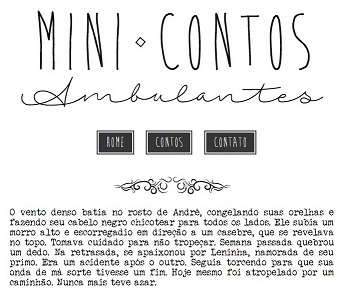 MINI CONTOS
Ambulantes
HOME CONTOS CONTATO
O vento denso batia no rosto de André, congelando suas orelhas e
fazendo seu cabelo negro chicotear para todos os lados. Ele subia um
morro alto e escorregadio em direção a um casebre, que se revelava
no topo. Tomava cuidado para não tropeçar. Semana passada quebrou
um dedo. Na retrasada, se apaixonou por Leninha, namorada de seu
primo. Era um acidente após o outro. Seguia torcendo para que sua
onda de má sorte tivesse um fim. Hoje mesmo foi atropelado por um
caminhão. Nunca mais teve azar.